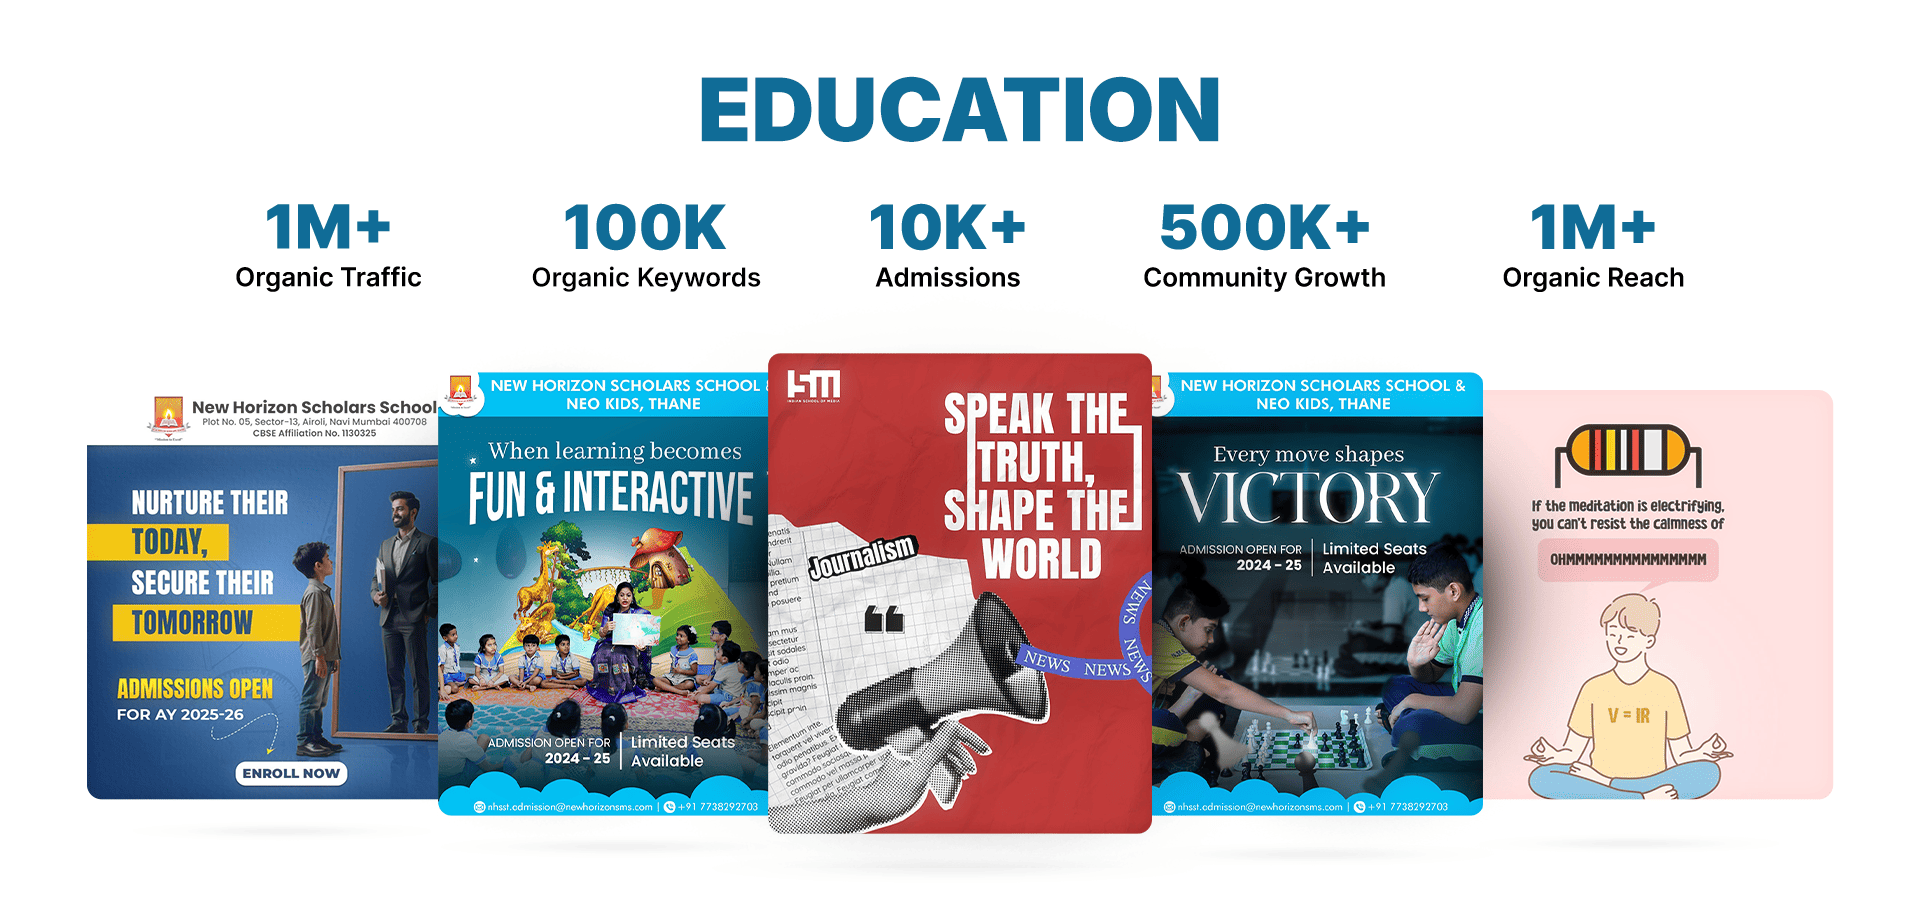 EDUCATION
1M+
Organic Traffic
100K
Organic Keywords
10K+
Admissions
500K+
Community Growth
1M+
Organic Reach
New Horizon Scholars School
Plot No. 05, Sector-13, Airoli, Navi Mumbai 400708
CBSE Affiliation No. 1130325
NURTURE THEIR
TODAY,
SECURE THEIR
TOMORROW
ADMISSIONS OPEN
FOR AY 2025-26
ENROLL NOW
NEW HORIZON SCHOLARS SCHOOL &
NEO KIDS, THANE
When learning becomes
FUN & INTERACTIVE
ADMISSION OPEN FOR
2024 - 25
Limited Seats
Available
nhsst.admission@newhorizonsms.com | +91 7738292703
ISM
INDIAN SCHOOL OF MEDIA
SPEAK THE
TRUTH,
SHAPE THE
WORLD
Journalism
NEWS NEWS NEWS NEWS
NEW HORIZON SCHOLARS SCHOOL &
NEO KIDS, THANE
Every move shapes
VICTORY
ADMISSION OPEN FOR
2024 - 25
Limited Seats
Available
nhsst.admission@newhorizonsms.com | +91 7738292703
If the meditation is electrifying,
you can't resist the calmness of
OHMMMMMMMMMMMMMMM
V = IR